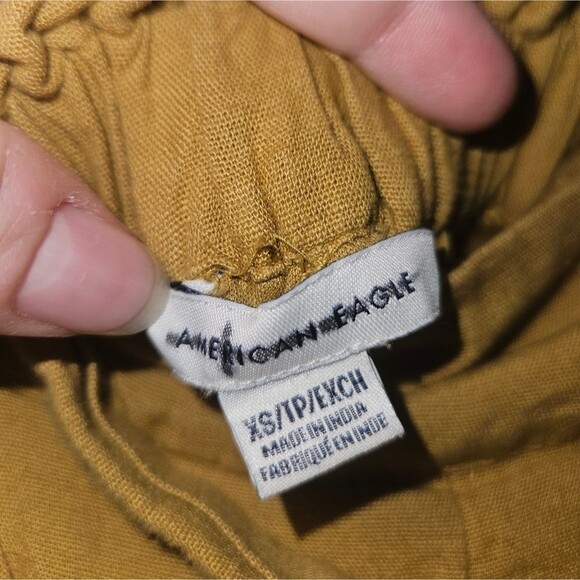 AMERICAN EAGLE
XS/TP/EXCH
MADE IN INDIA
FABRIQUÉ EN INDE